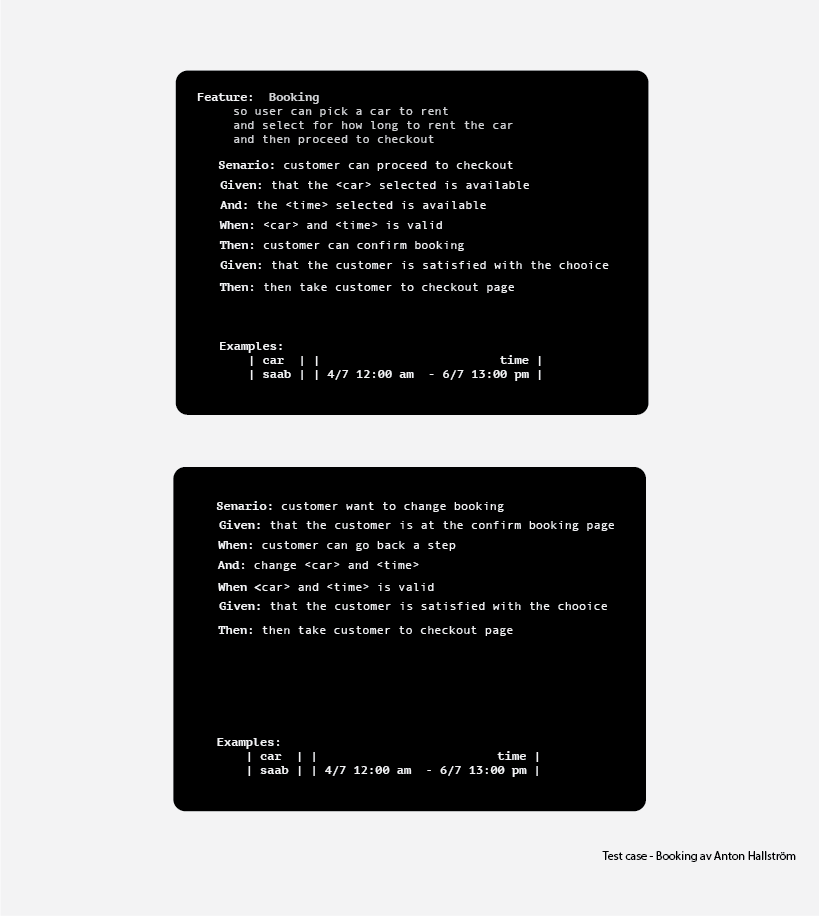 Feature:  Booking
so user can pick a car to rent
and select for how long to rent the car
and then proceed to checkout
Senario: customer can proceed to checkout
Given: that the <car> selected is available
And: the <time> selected is available
When: <car> and <time> is valid
Then: customer can confirm booking
Given: that the customer is satisfied with the chooice
Then: then take customer to checkout page
Examples:
| car  | |                         time |
| saab | | 4/7 12:00 am  - 6/7 13:00 pm |
Senario: customer want to change booking
Given: that the customer is at the confirm booking page
When: customer can go back a step
And: change <car> and <time>
When <car> and <time> is valid
Given: that the customer is satisfied with the chooice
Then: then take customer to checkout page
Examples:
| car  | |                         time |
| saab | | 4/7 12:00 am  - 6/7 13:00 pm |
Test case - Booking av Anton Hallström